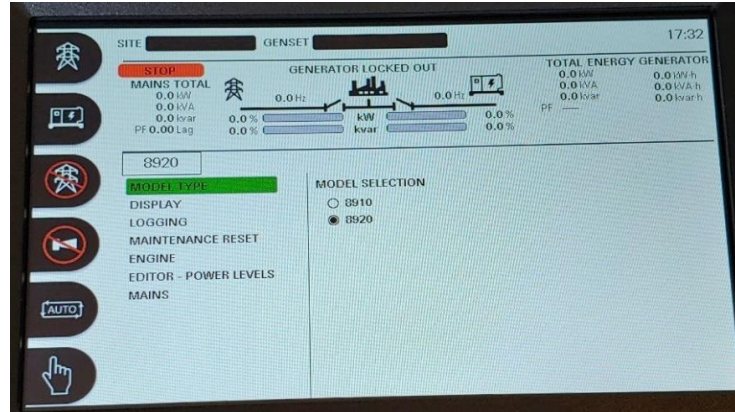 SITE GENSET 17:32
STOP GENERATOR LOCKED OUT TOTAL ENERGY GENERATOR
MAINS TOTAL
0.0 kW 0.0 kW 0.0 kW·h
0.0 kVA 0.0 Hz 0.0 Hz 0.0 kVA 0.0 kVA·h
0.0 kvar 0.0 % kW 0.0 % 0.0 kvar 0.0 kvar·h
PF 0.00 Lag 0.0 % kvar 0.0 % PF —
8920
MODEL TYPE MODEL SELECTION
DISPLAY 8910
LOGGING 8920
MAINTENANCE RESET
ENGINE
EDITOR - POWER LEVELS
MAINS
AUTO